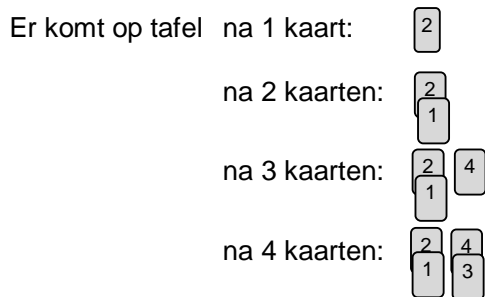 Er komt op tafel na 1 kaart: 2
na 2 kaarten: 2
1
na 3 kaarten: 2 4
1
na 4 kaarten: 2 4
1 3